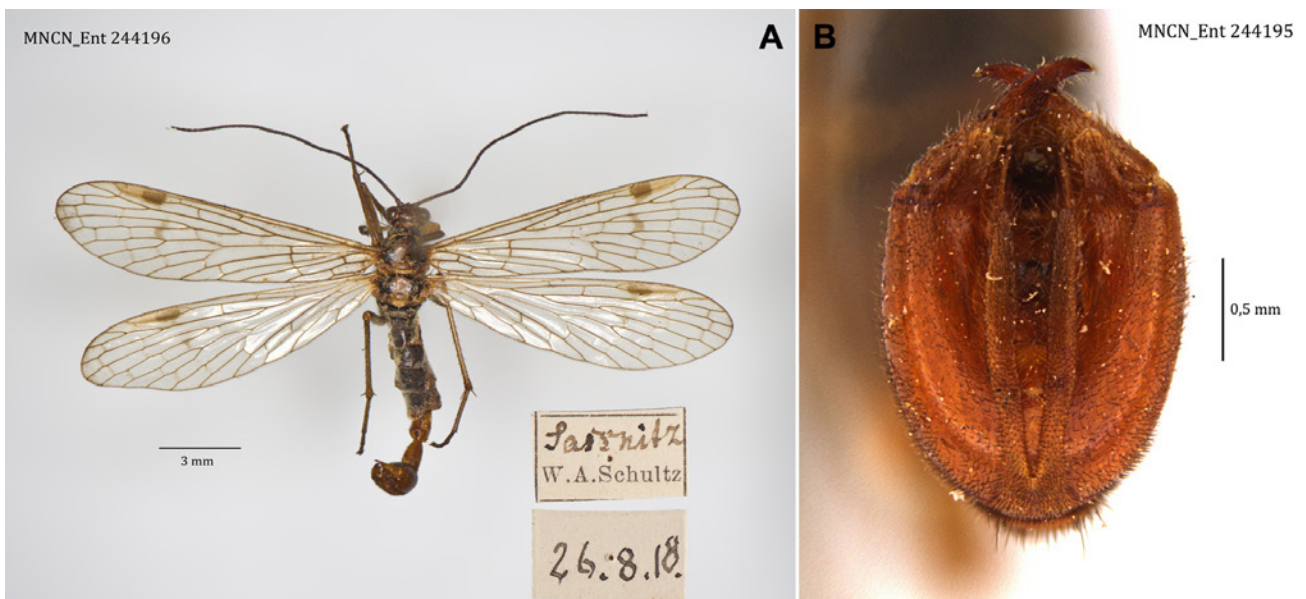 MNCN_Ent 244196
A
3 mm
Sassnitz
W.A.Schultz
26.8.18.
B
MNCN_Ent 244195
0,5 mm